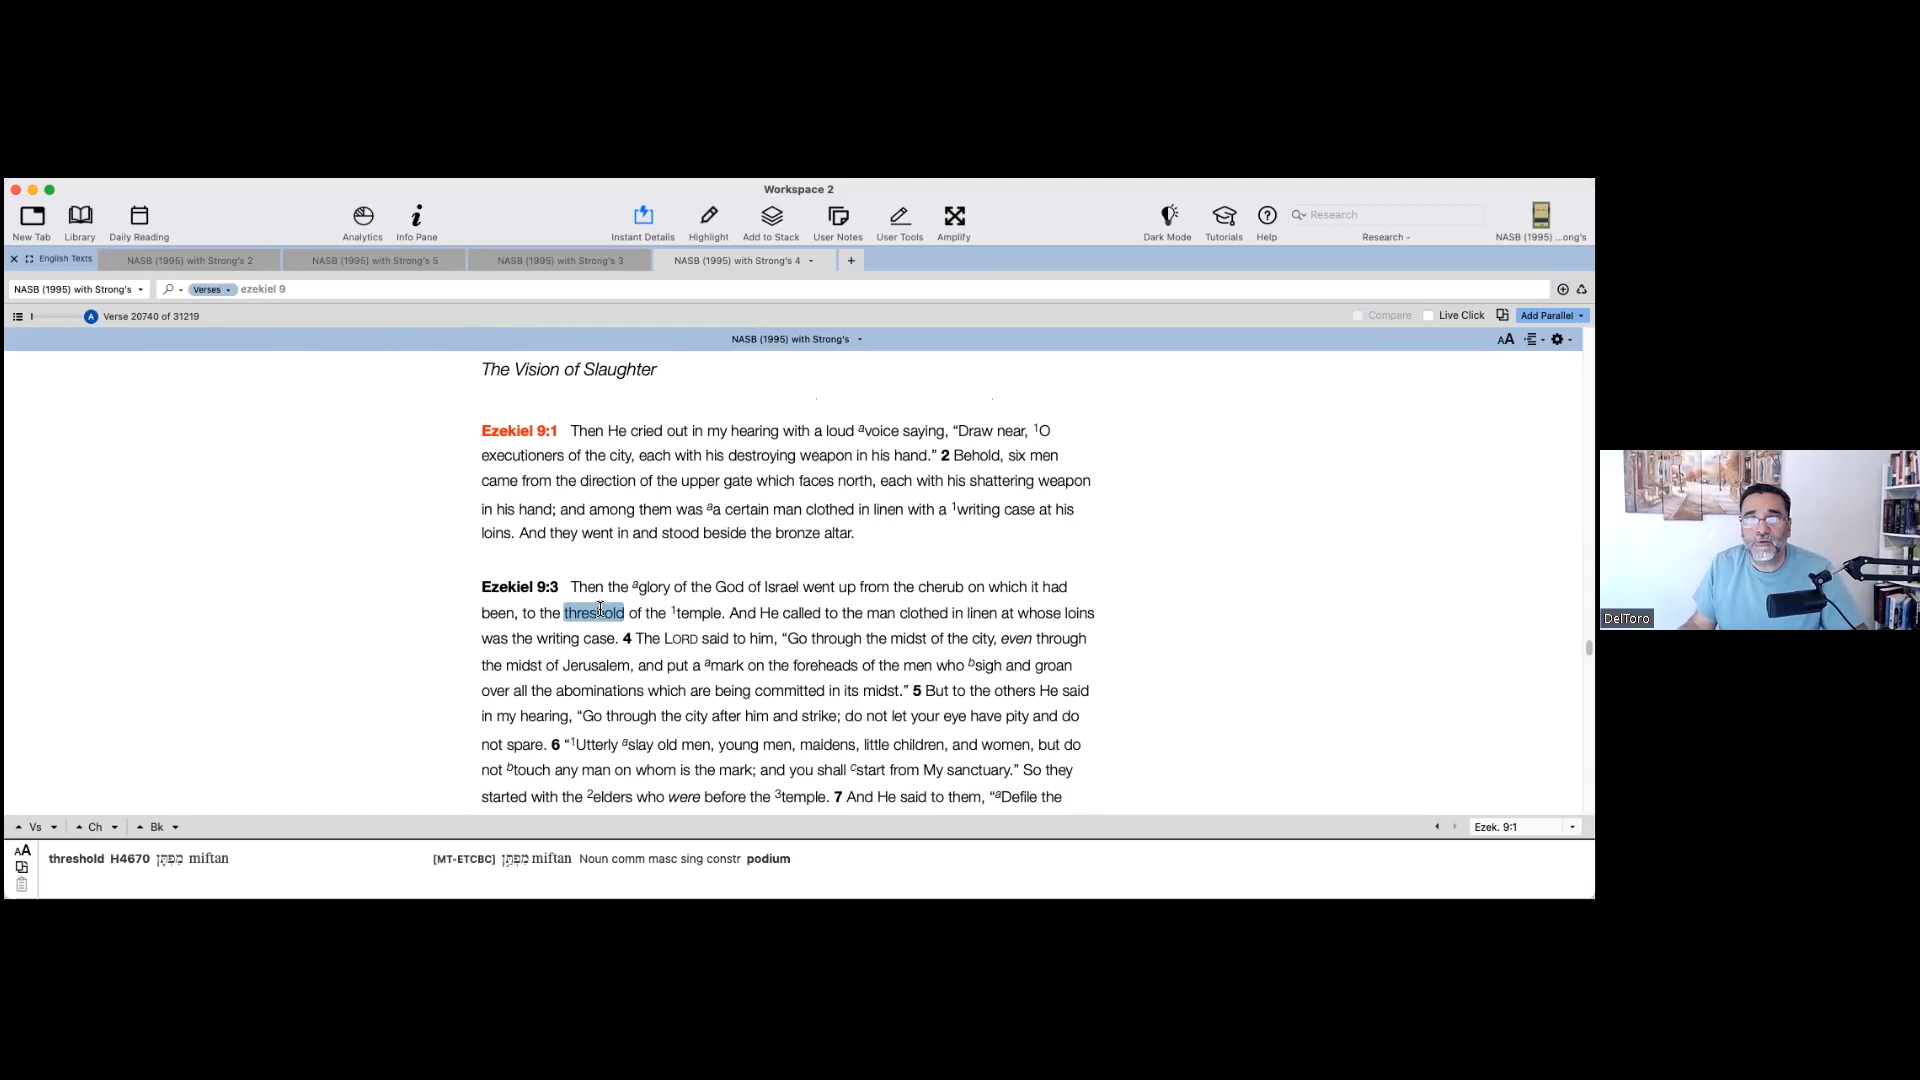 Workspace 2
New Tab Library Daily Reading Analytics Info Pane Instant Details Highlight Add to Stack User Notes User Tools Amplify Dark Mode Tutorials Help Research Research NASB (1995) ...ong's
English Texts NASB (1995) with Strong's 2 NASB (1995) with Strong's 5 NASB (1995) with Strong's 3 NASB (1995) with Strong's 4 +
NASB (1995) with Strong's Verses ezekiel 9
A Verse 20740 of 31219 Compare Live Click Add Parallel
NASB (1995) with Strong's AA
The Vision of Slaughter
Ezekiel 9:1 Then He cried out in my hearing with a loud ᵃvoice saying, “Draw near, ¹O
executioners of the city, each with his destroying weapon in his hand.” 2 Behold, six men
came from the direction of the upper gate which faces north, each with his shattering weapon
in his hand; and among them was ᵃa certain man clothed in linen with a ¹writing case at his
loins. And they went in and stood beside the bronze altar.
Ezekiel 9:3 Then the ᵃglory of the God of Israel went up from the cherub on which it had
been, to the threshold of the ¹temple. And He called to the man clothed in linen at whose loins
was the writing case. 4 The LORD said to him, “Go through the midst of the city, even through
the midst of Jerusalem, and put a ᵃmark on the foreheads of the men who ᵇsigh and groan
over all the abominations which are being committed in its midst.” 5 But to the others He said
in my hearing, “Go through the city after him and strike; do not let your eye have pity and do
not spare. 6 “¹Utterly ᵃslay old men, young men, maidens, little children, and women, but do
not ᵇtouch any man on whom is the mark; and you shall ᶜstart from My sanctuary.” So they
started with the ²elders who were before the ³temple. 7 And He said to them, “ᵃDefile the
Vs Ch Bk Ezek. 9:1
AA threshold H4670 מִפְתָּן miftan [MT-ETCBC] מִפְתַּ֣ן miftan Noun comm masc sing constr podium
DelToro